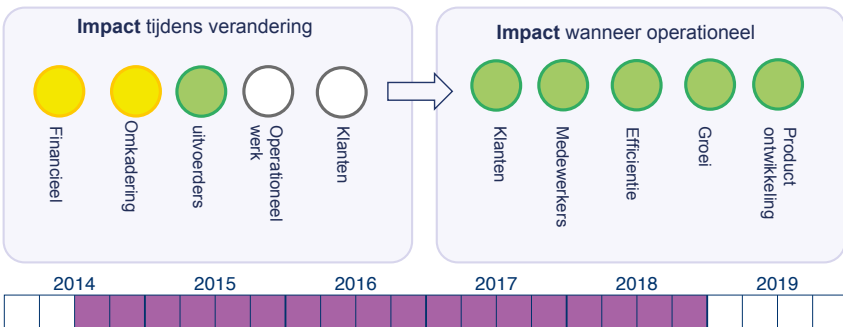 Impact tijdens verandering
Financieel
Omkadering
uitvoerders
Operationeel
werk
Klanten
Impact wanneer operationeel
Klanten
Medewerkers
Efficientie
Groei
Product
ontwikkeling
2014 2015 2016 2017 2018 2019